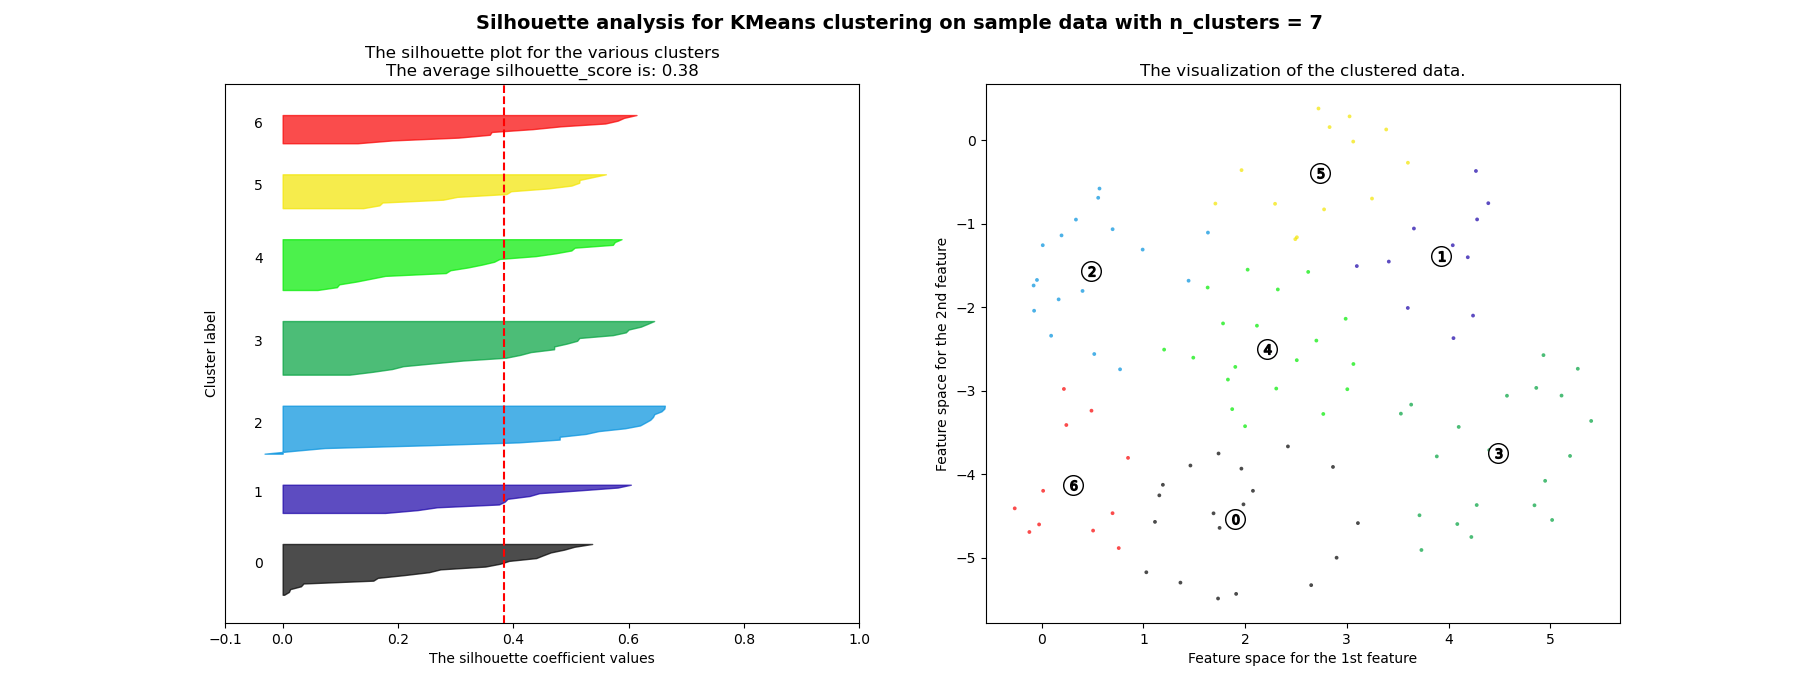 Silhouette analysis for KMeans clustering on sample data with n_clusters = 7
The silhouette plot for the various clusters
The average silhouette_score is: 0.38
6
5
4
3
2
1
0
Cluster label
−0.1 0.0 0.2 0.4 0.6 0.8 1.0
The silhouette coefficient values
The visualization of the clustered data.
0
−1
−2
−3
−4
−5
Feature space for the 2nd feature
5
1
2
4
3
6
0
0 1 2 3 4 5
Feature space for the 1st feature